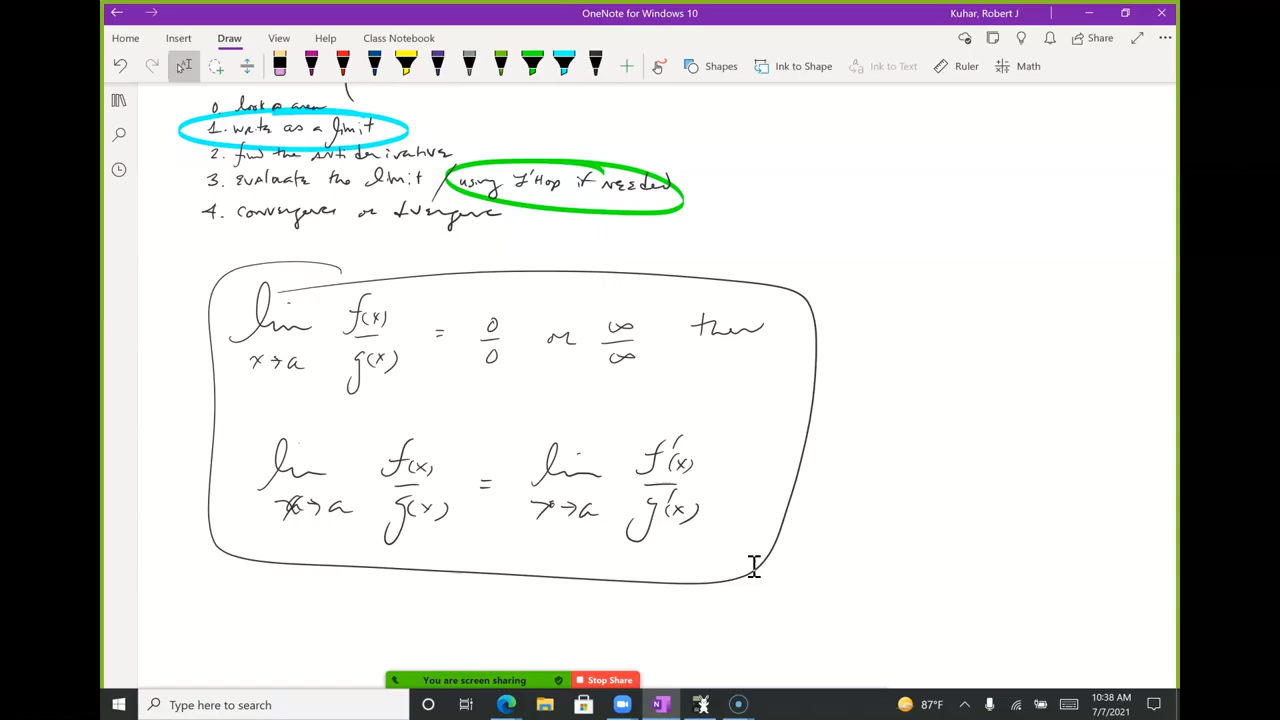 OneNote for Windows 10
Kuhar, Robert J
Home Insert Draw View Help Class Notebook
Share
Shapes Ink to Shape Ink to Text Ruler Math
0. look @ area
1. write as a limit
2. find the antiderivative
3. evaluate the limit / using L'Hop if needed
4. convergence or divergence
lim x→a f(x)/g(x) = 0/0 or ∞/∞ then
lim x→a f(x)/g(x) = lim x→a f'(x)/g'(x)
You are screen sharing Stop Share
Type here to search
87°F
10:38 AM
7/7/2021